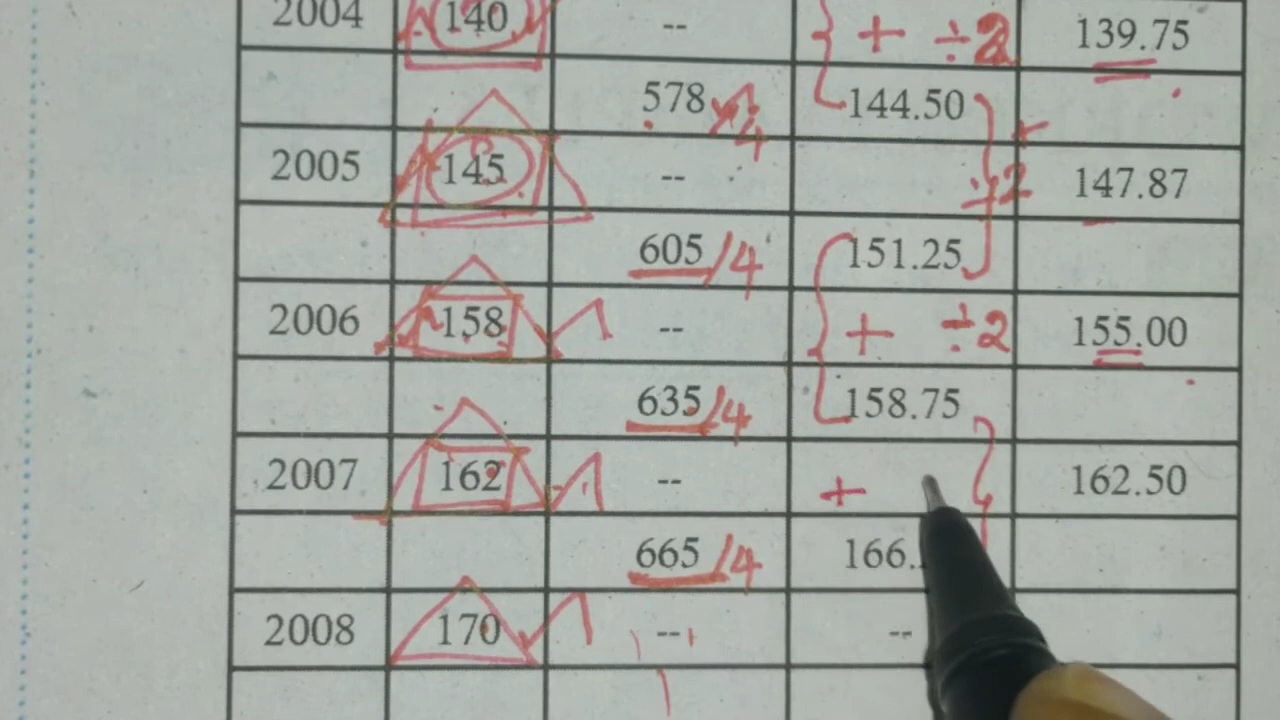 2004 140 -- + ÷2 139.75
578 /4 144.50 +
2005 145 -- ÷2 147.87
605 /4 151.25
2006 158 -- + ÷2 155.00
635 /4 158.75
2007 162 -- + 162.50
665 /4 166.
2008 170 -- --